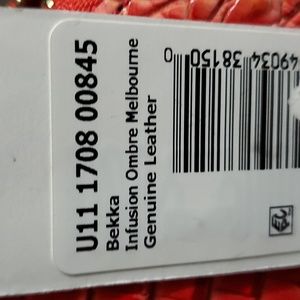 U11 1708 00845
Bekka
Infusion Ombre Melbourne
Genuine Leather
49034 38150 0